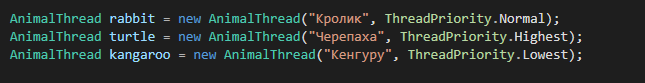 AnimalThread rabbit = new AnimalThread("Кролик", ThreadPriority.Normal);
AnimalThread turtle = new AnimalThread("Черепаха", ThreadPriority.Highest);
AnimalThread kangaroo = new AnimalThread("Кенгуру", ThreadPriority.Lowest);